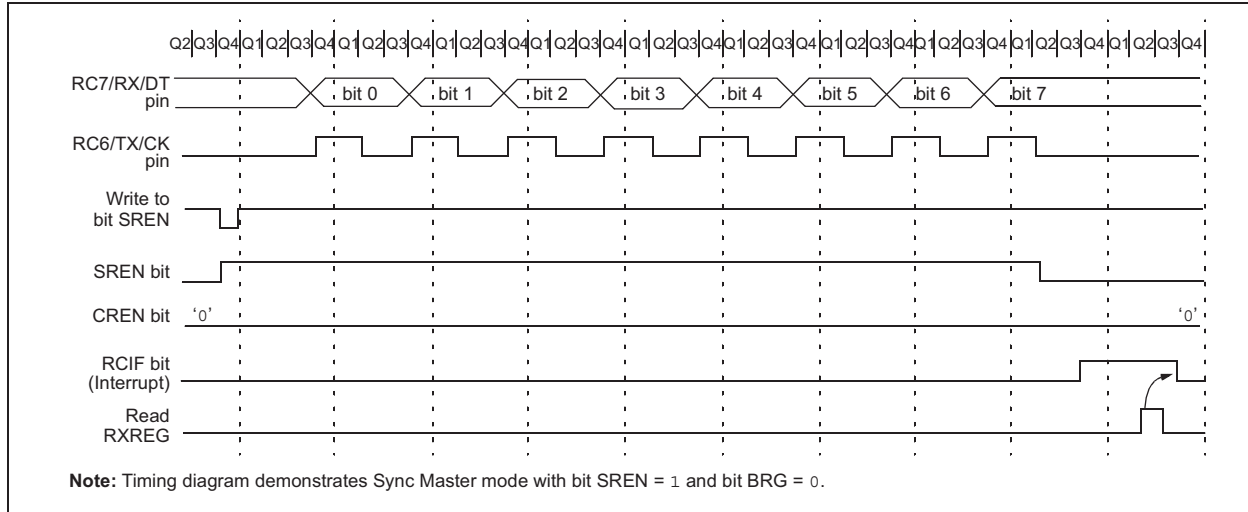 Q2 Q3 Q4 Q1 Q2 Q3 Q4 Q1 Q2 Q3 Q4 Q1 Q2 Q3 Q4 Q1 Q2 Q3 Q4 Q1 Q2 Q3 Q4 Q1 Q2 Q3 Q4 Q1 Q2 Q3 Q4 Q1 Q2 Q3 Q4 Q1 Q2 Q3 Q4 Q1 Q2 Q3 Q4
RC7/RX/DT
pin
bit 0 bit 1 bit 2 bit 3 bit 4 bit 5 bit 6 bit 7
RC6/TX/CK
pin
Write to
bit SREN
SREN bit
CREN bit '0' '0'
RCIF bit
(Interrupt)
Read
RXREG
Note: Timing diagram demonstrates Sync Master mode with bit SREN = 1 and bit BRG = 0.